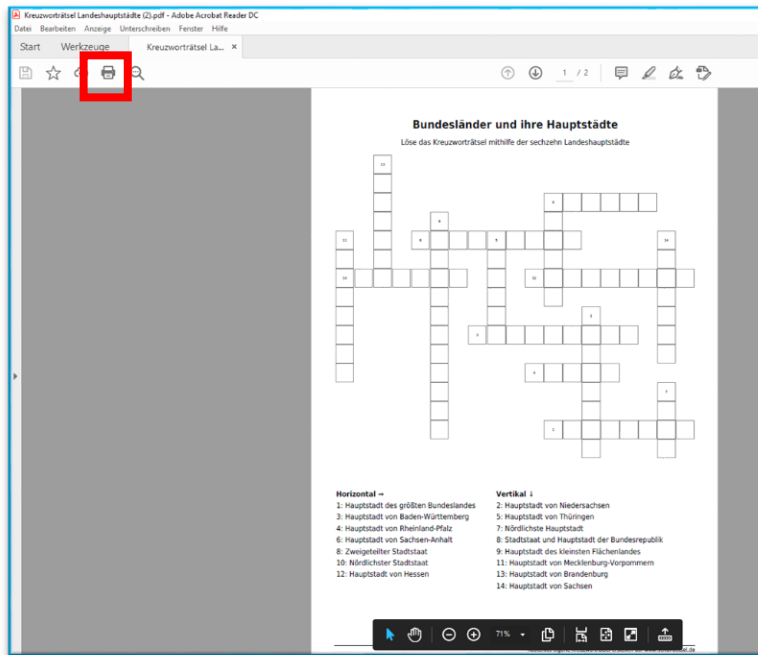 Kreuzworträtsel Landeshauptstädte (2).pdf - Adobe Acrobat Reader DC
Datei Bearbeiten Anzeige Unterschreiben Fenster Hilfe
Start Werkzeuge Kreuzworträtsel La... ×
1 / 2
Bundesländer und ihre Hauptstädte
Löse das Kreuzworträtsel mithilfe der sechzehn Landeshauptstädte
Horizontal →
1: Hauptstadt des größten Bundeslandes
3: Hauptstadt von Baden-Württemberg
4: Hauptstadt von Rheinland-Pfalz
6: Hauptstadt von Sachsen-Anhalt
8: Zweigeteilter Stadtstaat
10: Nördlichster Stadtstaat
12: Hauptstadt von Hessen
Vertikal ↓
2: Hauptstadt von Niedersachsen
5: Hauptstadt von Thüringen
7: Nördlichste Hauptstadt
8: Stadtstaat und Hauptstadt der Bundesrepublik
9: Hauptstadt des kleinsten Flächenlandes
11: Hauptstadt von Mecklenburg-Vorpommern
13: Hauptstadt von Brandenburg
14: Hauptstadt von Sachsen
71%